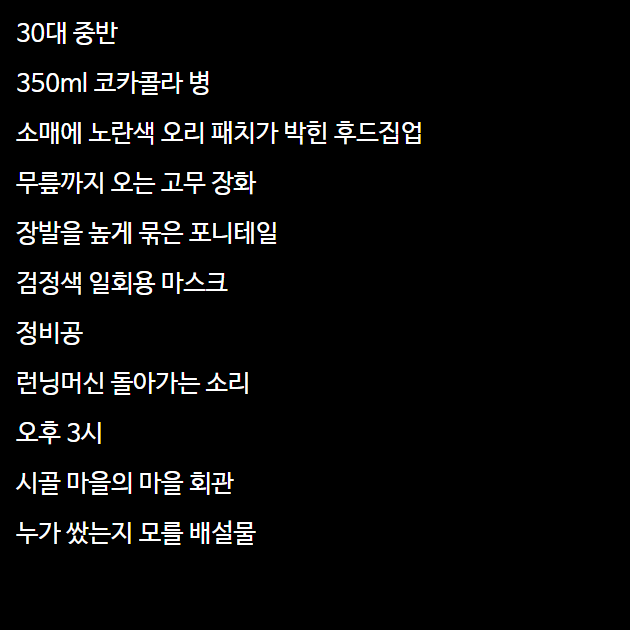 30대 중반
350ml 코카콜라 병
소매에 노란색 오리 패치가 박힌 후드집업
무릎까지 오는 고무 장화
장발을 높게 묶은 포니테일
검정색 일회용 마스크
정비공
런닝머신 돌아가는 소리
오후 3시
시골 마을의 마을 회관
누가 쌌는지 모를 배설물